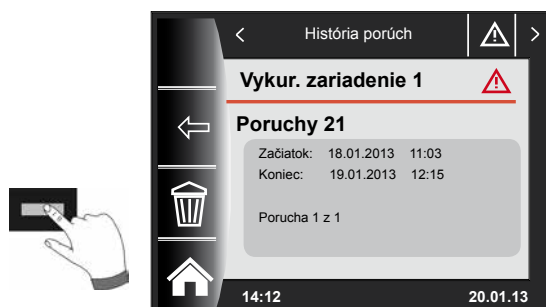 História porúch
Vykur. zariadenie 1
Poruchy 21
Začiatok: 18.01.2013 11:03
Koniec: 19.01.2013 12:15
Porucha 1 z 1
14:12 20.01.13